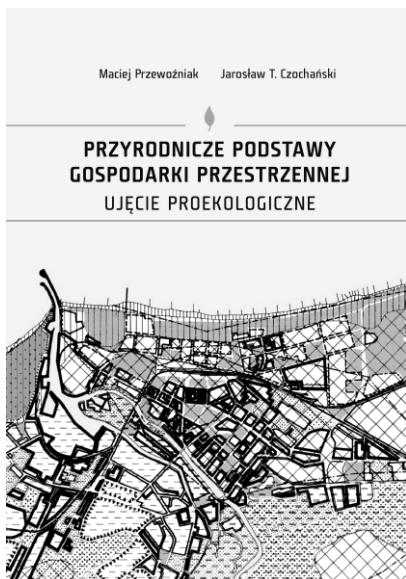 Maciej Przewoźniak Jarosław T. Czochański
PRZYRODNICZE PODSTAWY
GOSPODARKI PRZESTRZENNEJ
UJĘCIE PROEKOLOGICZNE